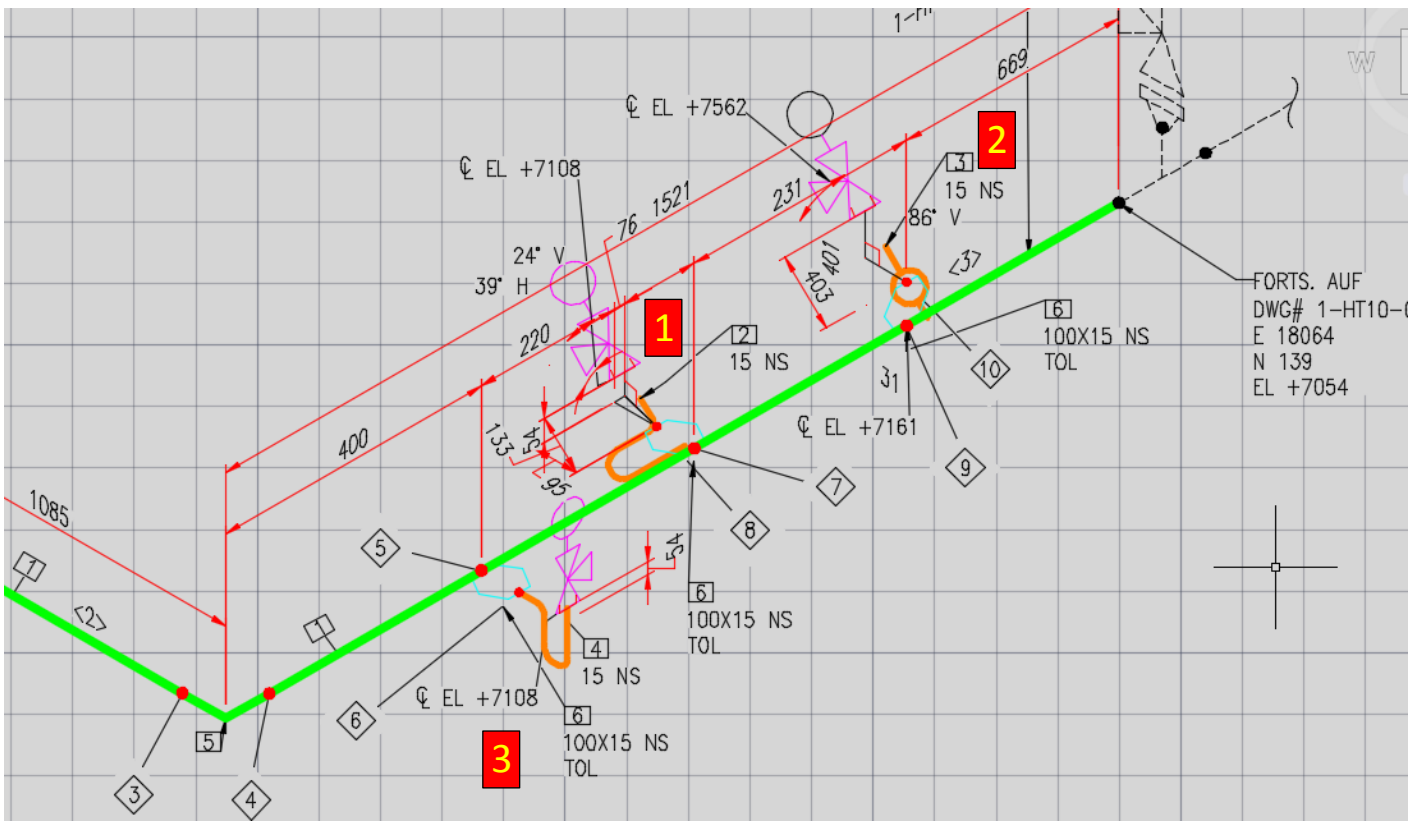 1-H
W
669
℄ EL +7562
2
3
15 NS
℄ EL +7108
231
1521
76
86° V
24° V
39° H
401
403
<3>
1
FORTS. AUF
DWG# 1-HT10-0
E 18064
N 139
EL +7054
6
100X15 NS
TOL
220
2
15 NS
10
31
400
℄ EL +7161
133
54
95
9
7
1085
8
5
54
1
6
100X15 NS
TOL
<2>
1
4
15 NS
℄ EL +7108
6
6
100X15 NS
TOL
5
3
3
4